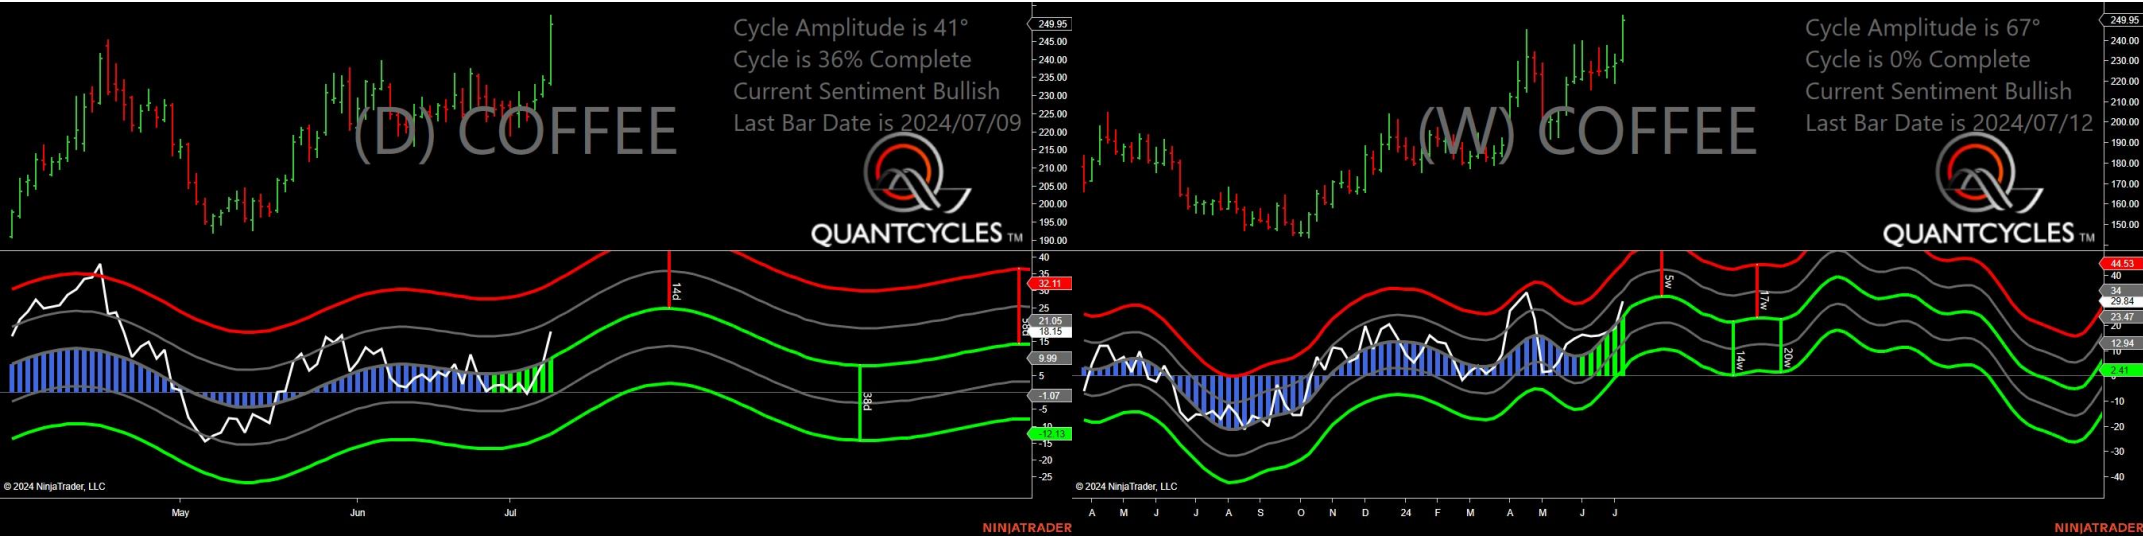 Cycle Amplitude is 41°
Cycle is 36% Complete
Current Sentiment Bullish
Last Bar Date is 2024/07/09
(D) COFFEE
QUANTCYCLES TM
249.95
245.00
240.00
235.00
230.00
225.00
220.00
215.00
210.00
205.00
200.00
195.00
190.00
40
35
32.11
25
21.05
18.15
15
9.99
5
-1.07
-5
-12.13
-15
-20
-25
14d
38d
© 2024 NinjaTrader, LLC
May Jun Jul
NINJATRADER
Cycle Amplitude is 67°
Cycle is 0% Complete
Current Sentiment Bullish
Last Bar Date is 2024/07/12
(W) COFFEE
QUANTCYCLES TM
249.95
240.00
230.00
220.00
210.00
200.00
190.00
180.00
170.00
160.00
150.00
44.53
40
34
29.84
23.47
20
12.94
10
2.41
-10
-20
-30
-40
5w
17w
14w
20w
© 2024 NinjaTrader, LLC
A M J J A S O N D 24 F M A M J J
NINJATRADER